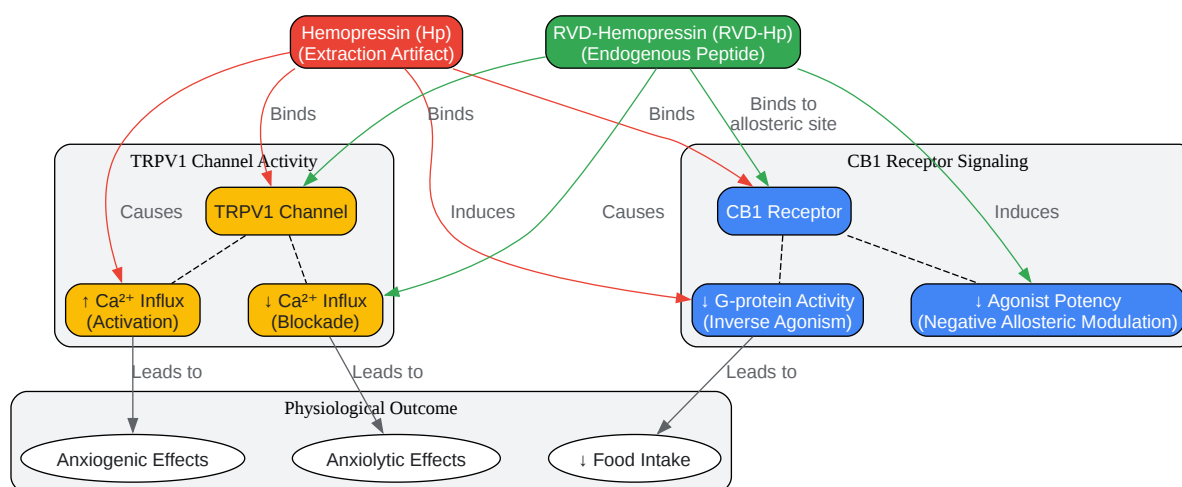 Hemopressin (Hp)
(Extraction Artifact)
RVD-Hemopressin (RVD-Hp)
(Endogenous Peptide)
Binds
Binds
Binds
Binds to
allosteric site
TRPV1 Channel Activity
CB1 Receptor Signaling
Causes
TRPV1 Channel
Induces
Causes
CB1 Receptor
Induces
↑ Ca²⁺ Influx
(Activation)
↓ Ca²⁺ Influx
(Blockade)
↓ G-protein Activity
(Inverse Agonism)
↓ Agonist Potency
(Negative Allosteric Modulation)
Leads to
Leads to
Leads to
Physiological Outcome
Anxiogenic Effects
Anxiolytic Effects
↓ Food Intake